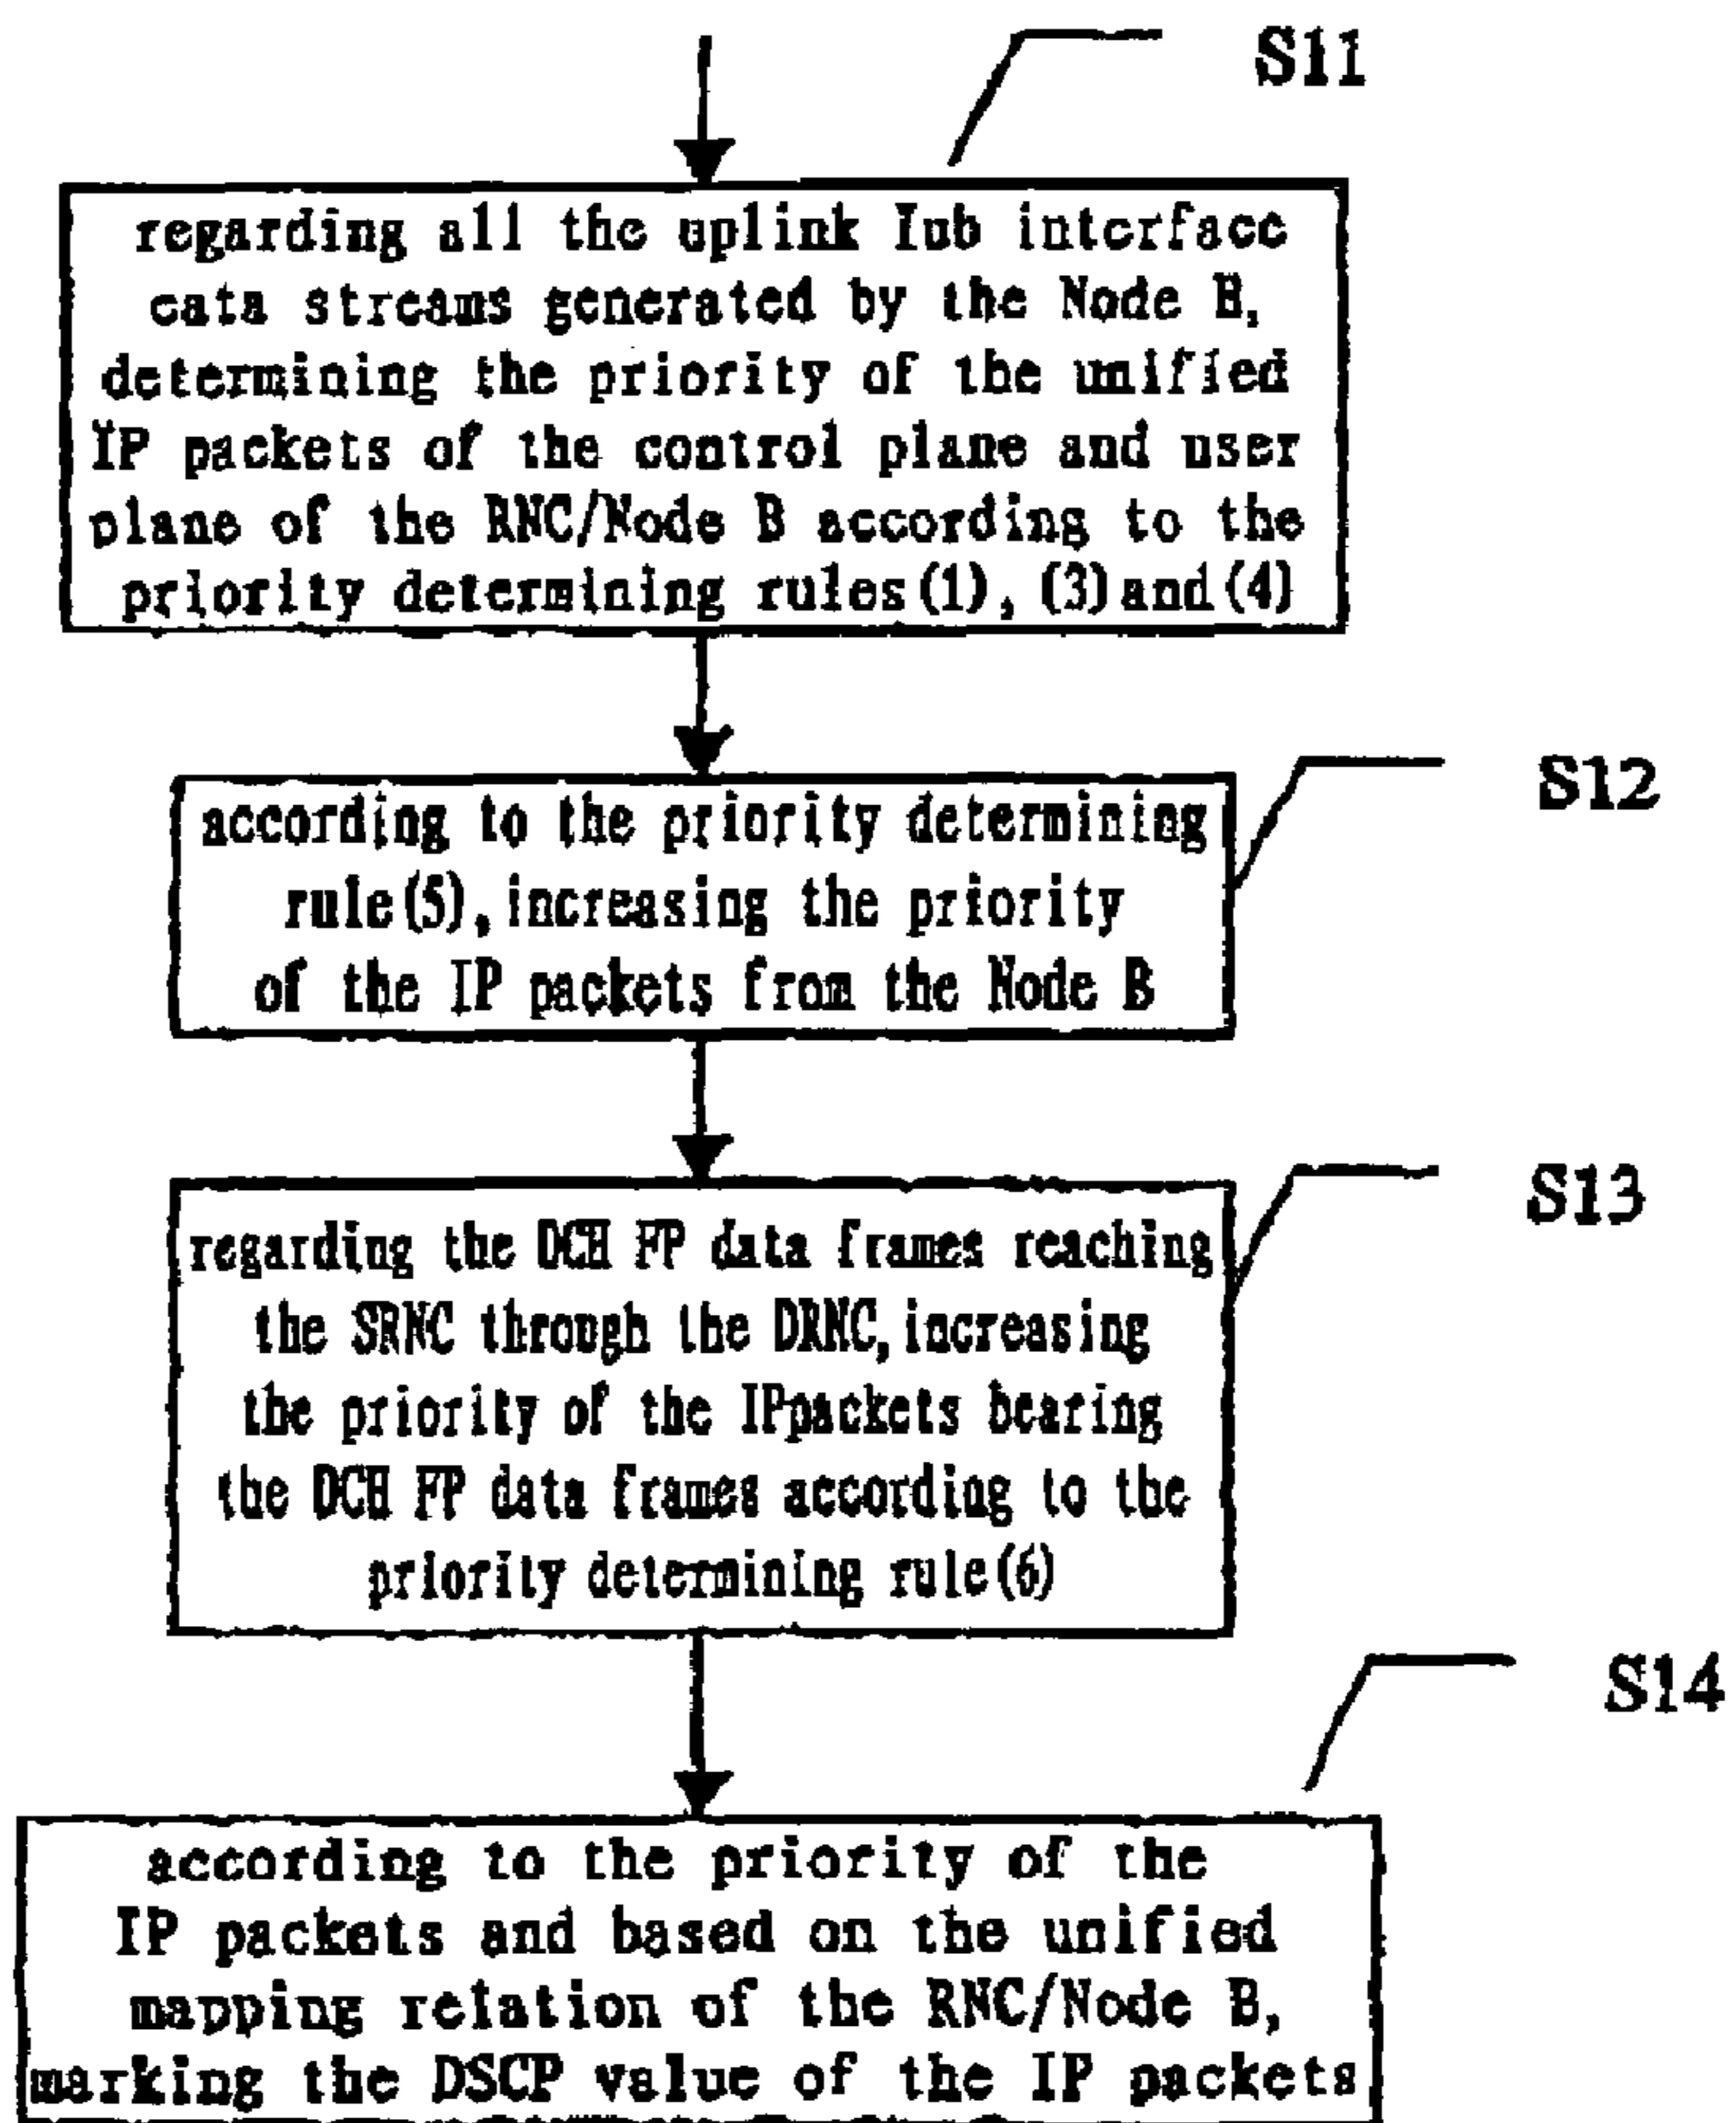 S11
regarding all the uplink Iub interface
cata streams generated by the Node B,
determining the priority of the unified
IP packets of the control plane and user
plane of the RNC/Node B according to the
priority determining rules(1), (3)and(4)
S12
according to the priority determining
rule(5), increasing the priority
of the IP packets from the Node B
S13
regarding the DCH FP data frames reaching
the SRNC through the DRNC, increasing
the priority of the IPpackets bearing
the DCH FP data frames according to the
priority determining rule(6)
S14
according to the priority of the
IP packets and based on the unified
mapping relation of the RNC/Node B,
marking the DSCP value of the IP packets